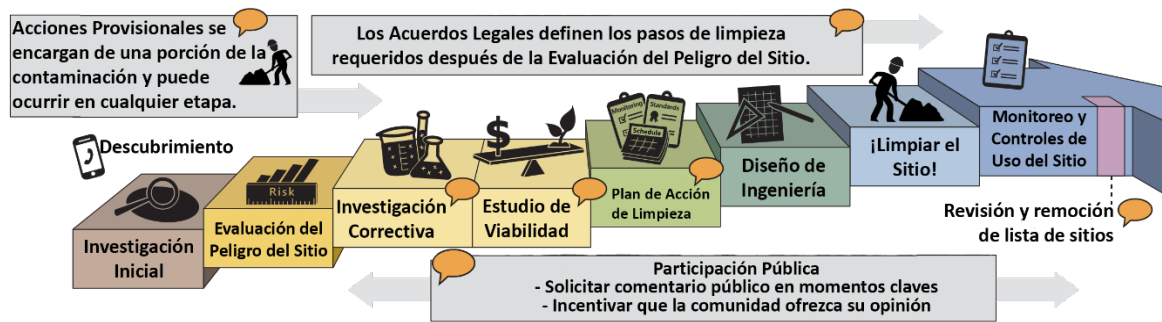 Acciones Provisionales se
encargan de una porción de la
contaminación y puede
ocurrir en cualquier etapa.
Los Acuerdos Legales definen los pasos de limpieza
requeridos después de la Evaluación del Peligro del Sitio.
Descubrimiento
Investigación
Inicial
Risk
Evaluación del
Peligro del Sitio
Investigación
Correctiva
$
Estudio de
Viabilidad
Monitoring
Standards
Schedule
Plan de Acción
de Limpieza
Diseño de
Ingeniería
¡Limpiar el
Sitio!
Monitoreo y
Controles de
Uso del Sitio
Revisión y remoción
de lista de sitios
Participación Pública
- Solicitar comentario público en momentos claves
- Incentivar que la comunidad ofrezca su opinión